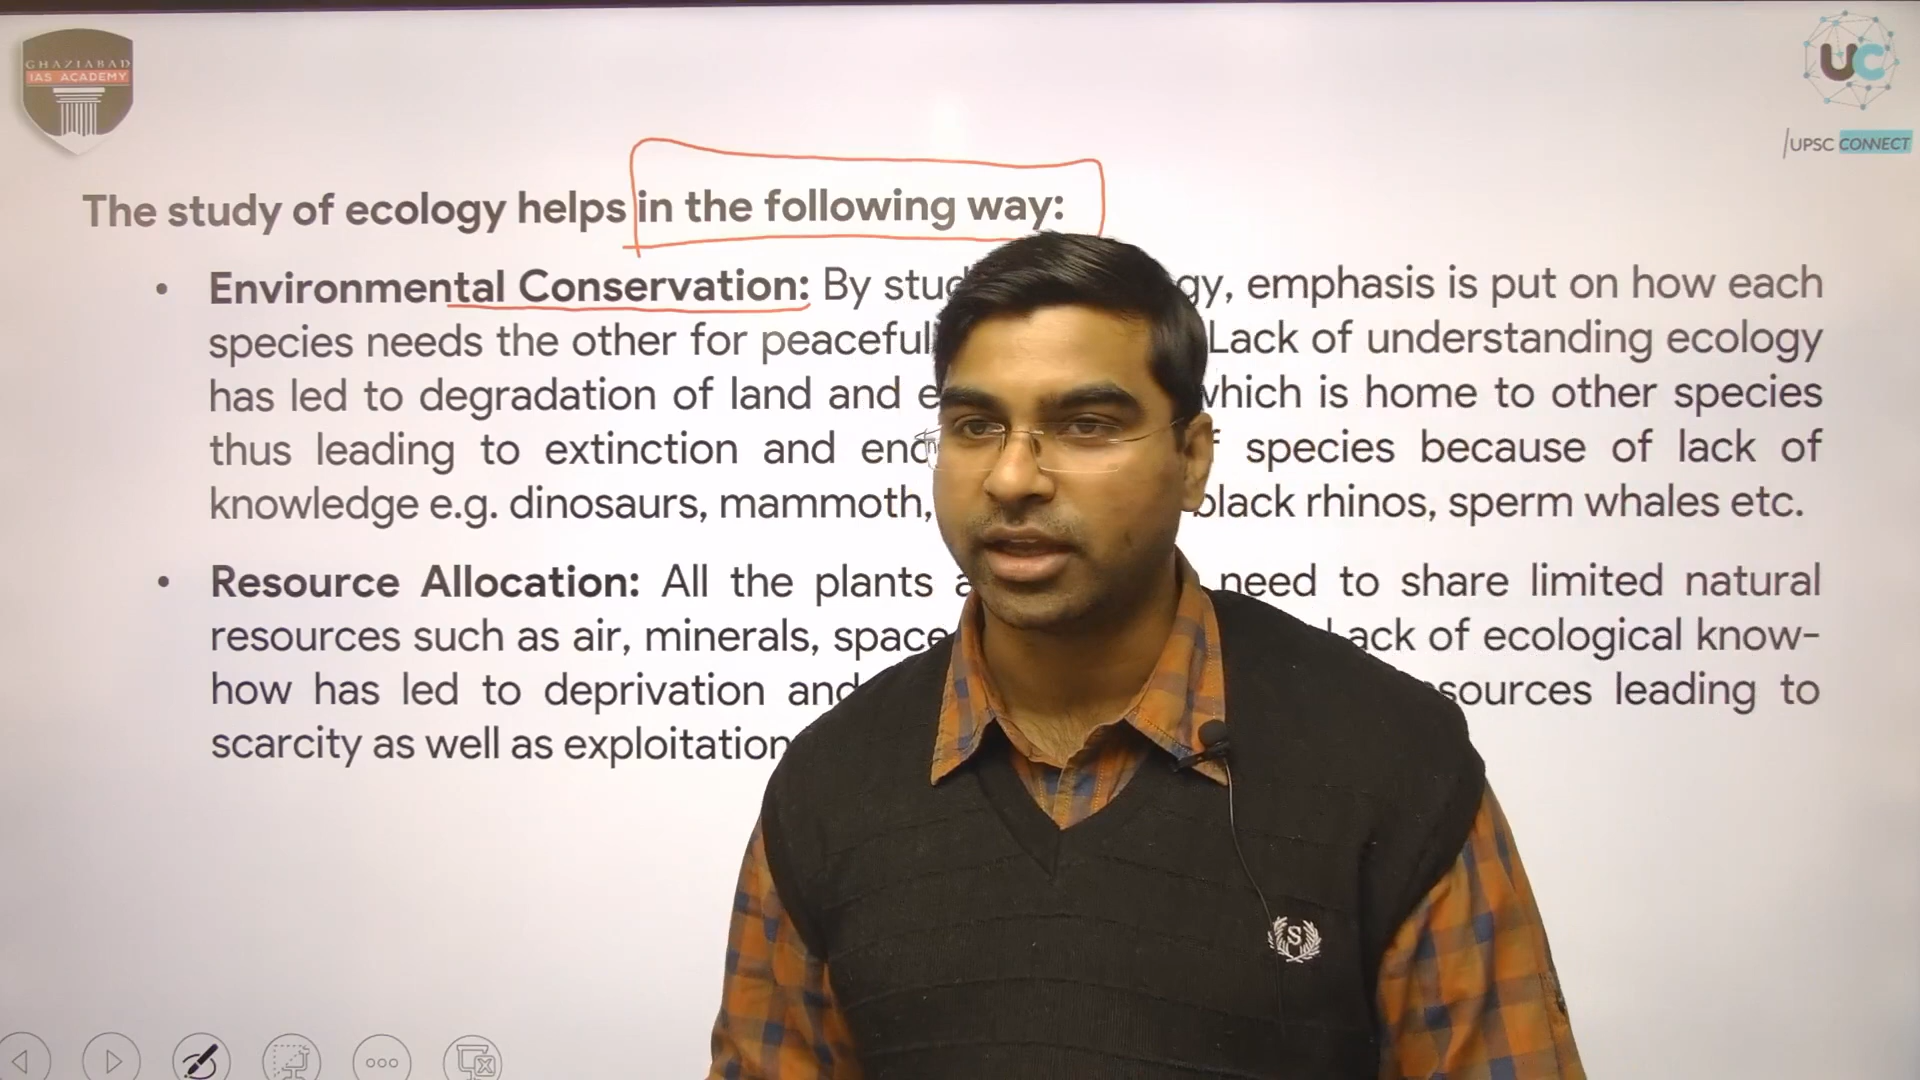 GHAZIABAD
IAS ACADEMY
UC
UPSC CONNECT
The study of ecology helps in the following way:
• Environmental Conservation: By emphasis is put on how each
species needs the other for peaceful Lack of understanding ecology
has led to degradation of land and which is home to other species
thus leading to extinction and species because of lack of
knowledge e.g. dinosaurs, mammoth, black rhinos, sperm whales etc.
• Resource Allocation: All the plants need to share limited natural
resources such as air, minerals, space Lack of ecological know-
how has led to deprivation and resources leading to
scarcity as well as exploitation
S